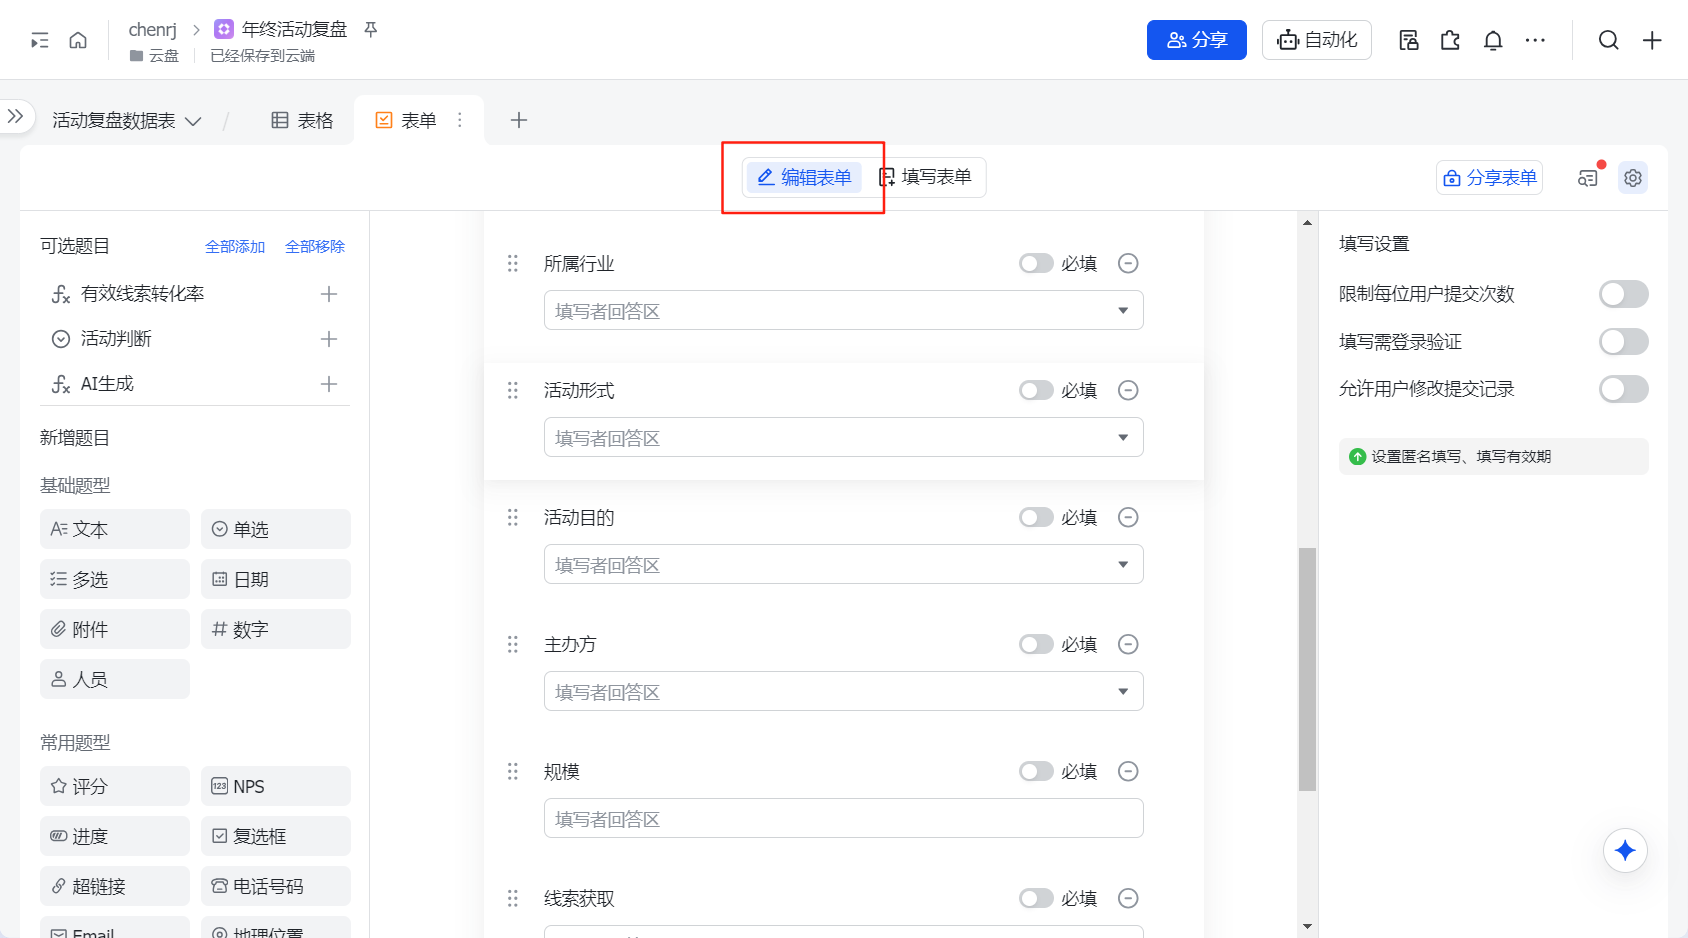 chenrj
年终活动复盘
云盘
已经保存到云端
分享
自动化
活动复盘数据表
/
表格
表单
编辑表单
填写表单
分享表单
可选题目
全部添加
全部移除
有效线索转化率
活动判断
AI生成
新增题目
基础题型
文本
单选
多选
日期
附件
数字
人员
常用题型
评分
NPS
进度
复选框
超链接
电话号码
Email
地理位置
所属行业
必填
填写者回答区
活动形式
必填
填写者回答区
活动目的
必填
填写者回答区
主办方
必填
填写者回答区
规模
必填
填写者回答区
线索获取
必填
填写设置
限制每位用户提交次数
填写需登录验证
允许用户修改提交记录
设置匿名填写、填写有效期